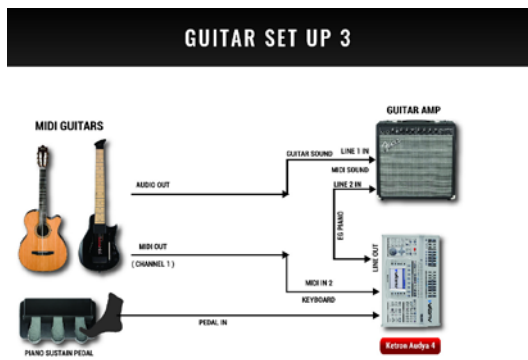 GUITAR SET UP 3
GUITAR AMP
MIDI GUITARS
GUITAR SOUND
LINE 1 IN
MIDI SOUND
LINE 2 IN
AUDIO OUT
EG PIANO
LINE OUT
MIDI OUT
( CHANNEL 1 )
MIDI IN 2
KEYBOARD
PEDAL IN
PIANO SUSTAIN PEDAL
Ketron Audya 4